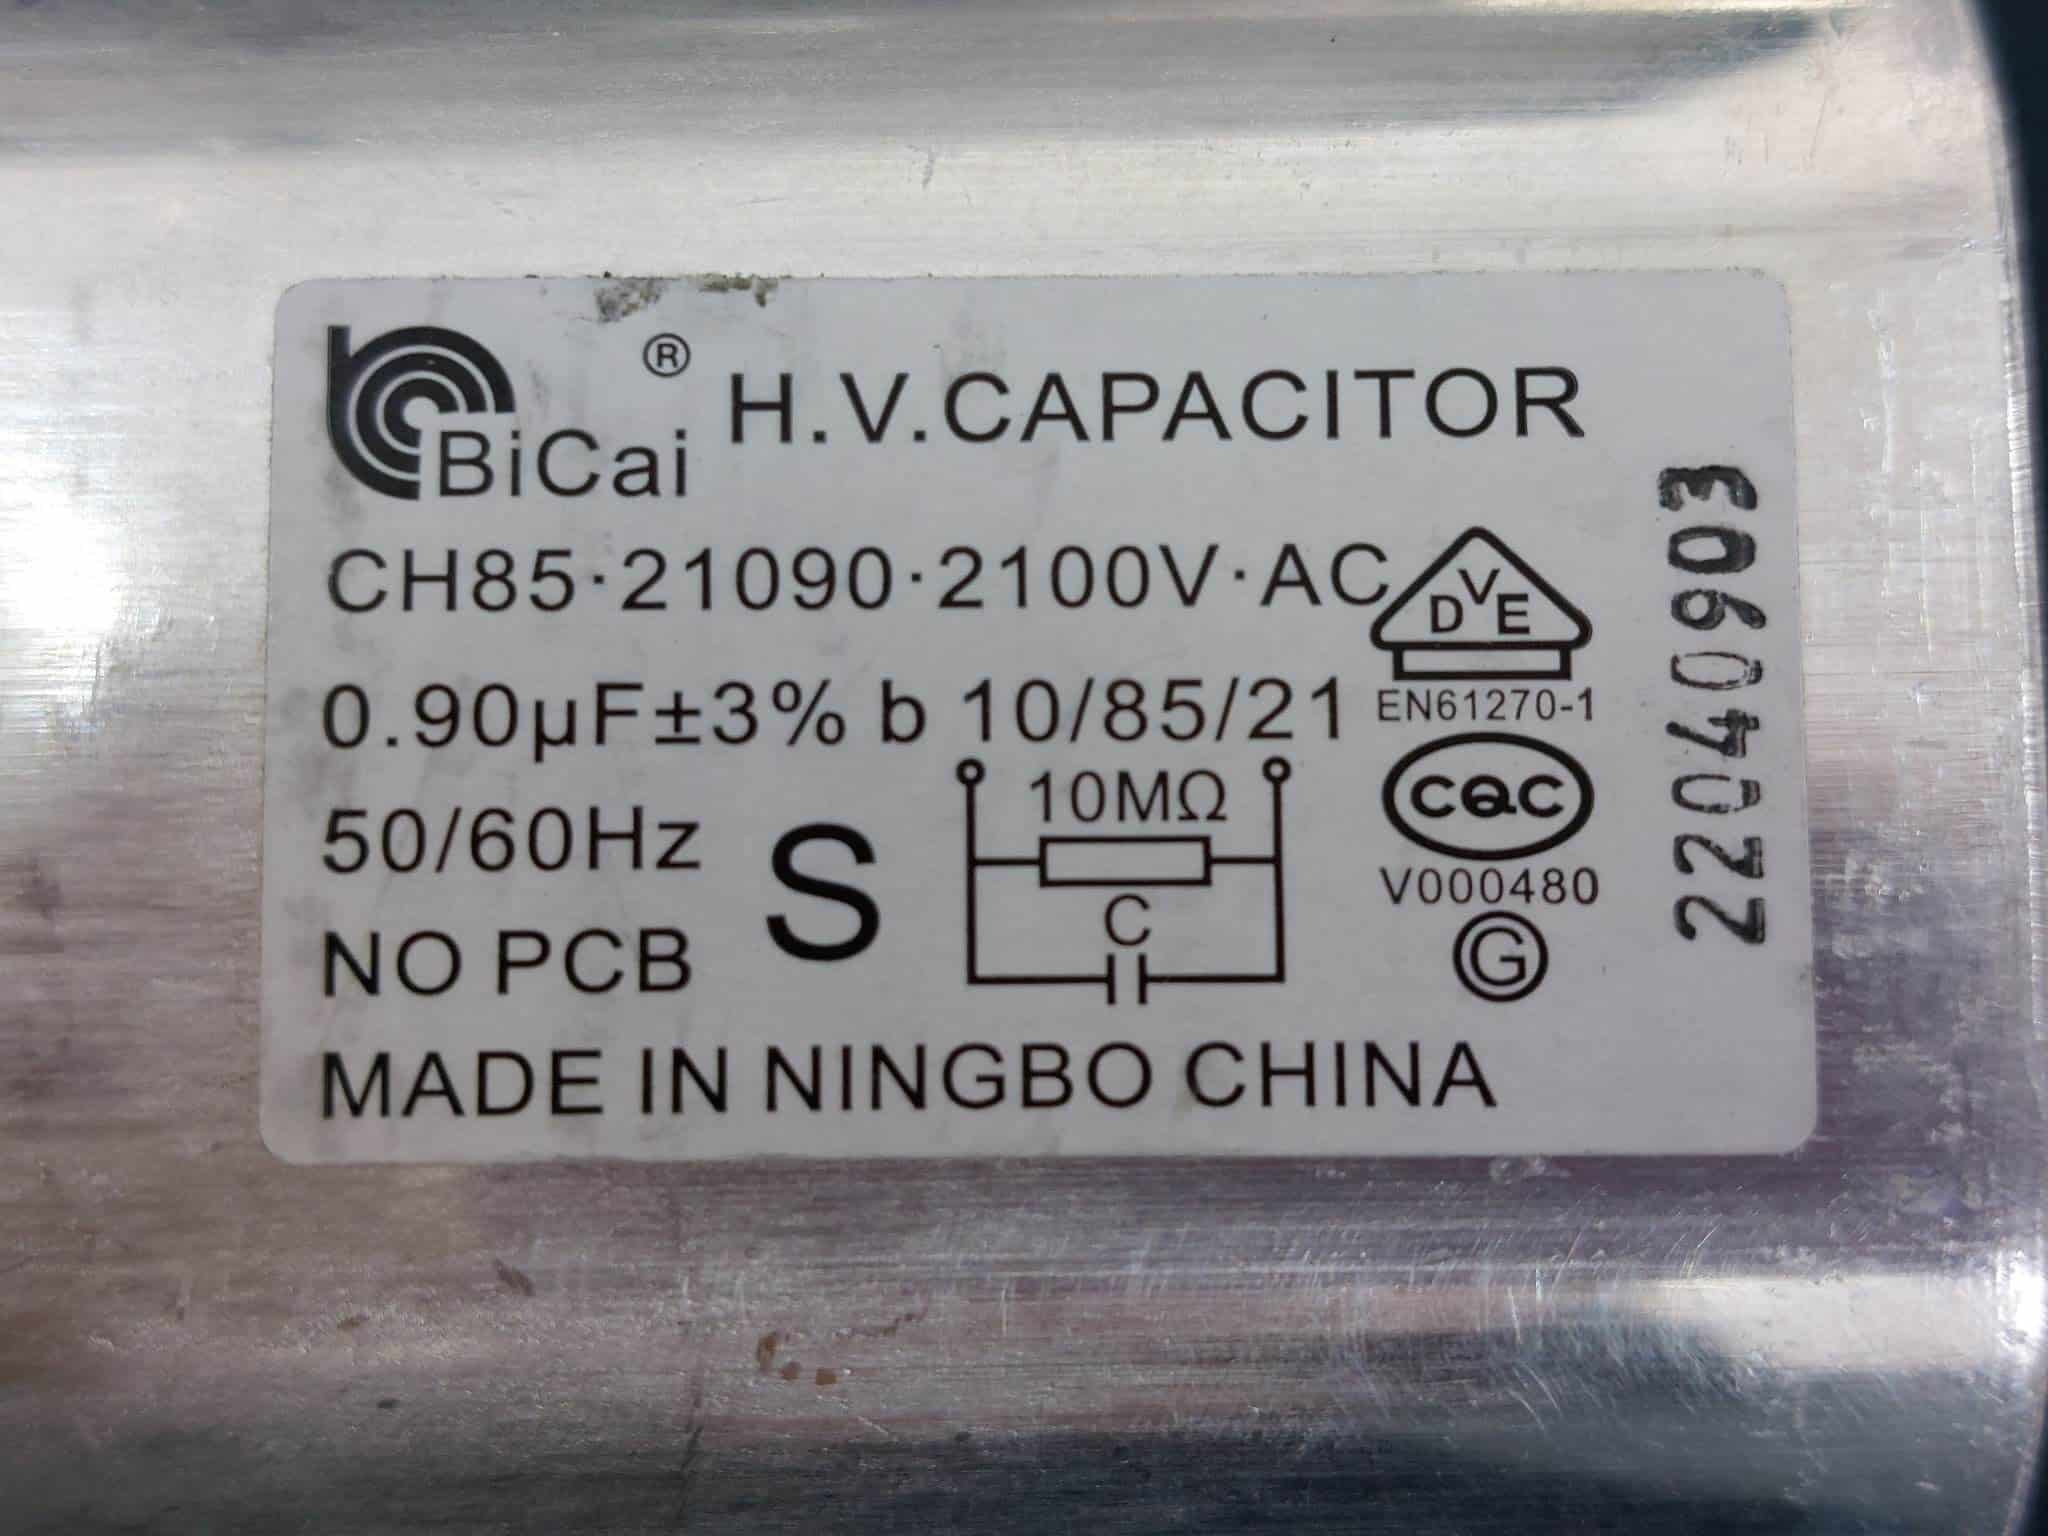 BiCai ® H.V.CAPACITOR
CH85·21090·2100V·AC
D V E
0.90μF±3% b 10/85/21
EN61270-1
50/60Hz
S
10MΩ
C
CQC
V000480
G
NO PCB
MADE IN NINGBO CHINA
22040903